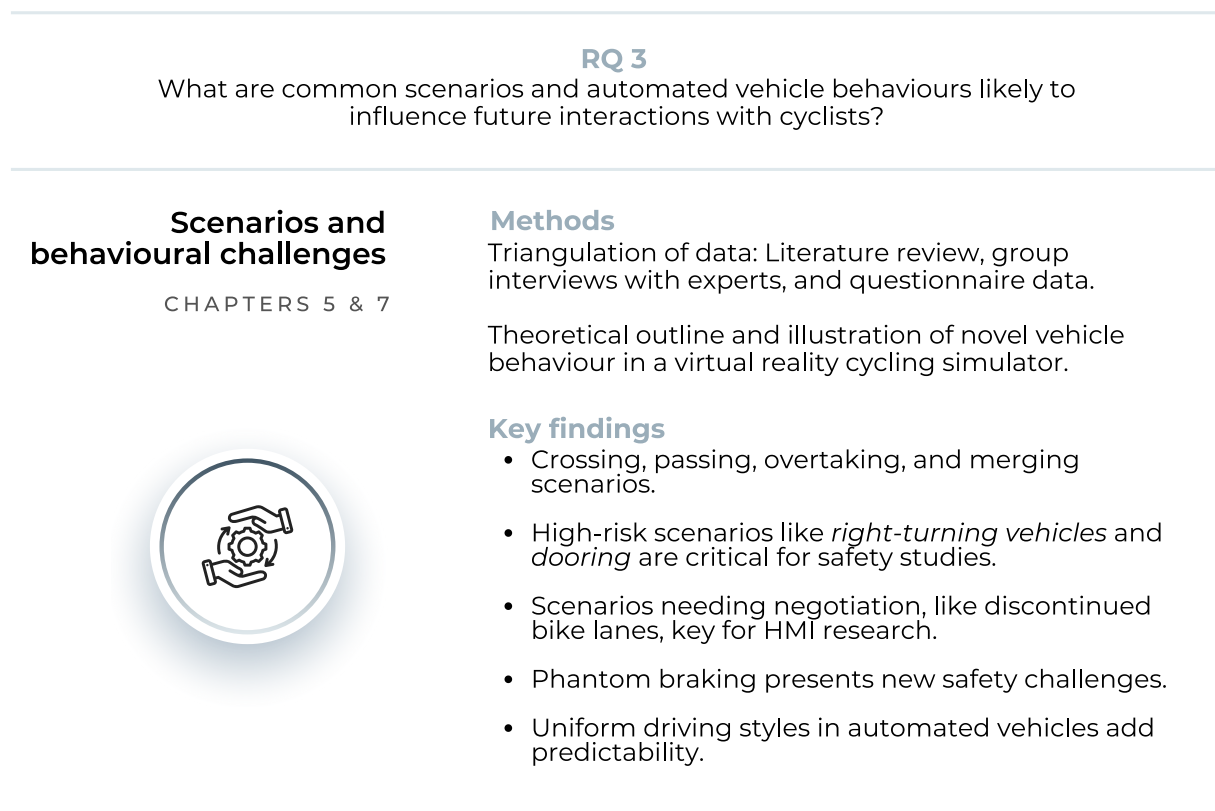 RQ 3
What are common scenarios and automated vehicle behaviours likely to
influence future interactions with cyclists?
Scenarios and
behavioural challenges
CHAPTERS 5 & 7
Methods
Triangulation of data: Literature review, group
interviews with experts, and questionnaire data.
Theoretical outline and illustration of novel vehicle
behaviour in a virtual reality cycling simulator.
Key findings
• Crossing, passing, overtaking, and merging
scenarios.
• High-risk scenarios like right-turning vehicles and
dooring are critical for safety studies.
• Scenarios needing negotiation, like discontinued
bike lanes, key for HMI research.
• Phantom braking presents new safety challenges.
• Uniform driving styles in automated vehicles add
predictability.